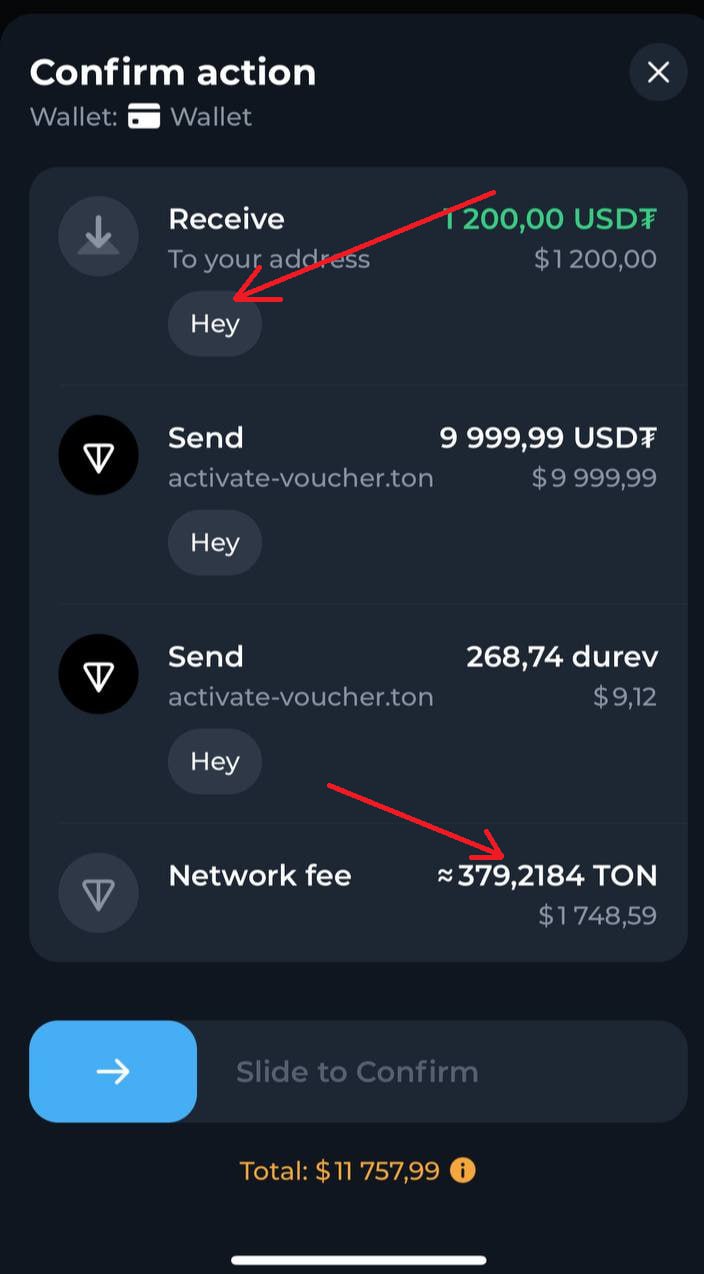 Confirm action
Wallet: Wallet
Receive 1 200,00 USD₮
To your address $1 200,00
Hey
Send 9 999,99 USD₮
activate-voucher.ton $9 999,99
Hey
Send 268,74 durev
activate-voucher.ton $9,12
Hey
Network fee ≈379,2184 TON
$1 748,59
Slide to Confirm
Total: $11 757,99